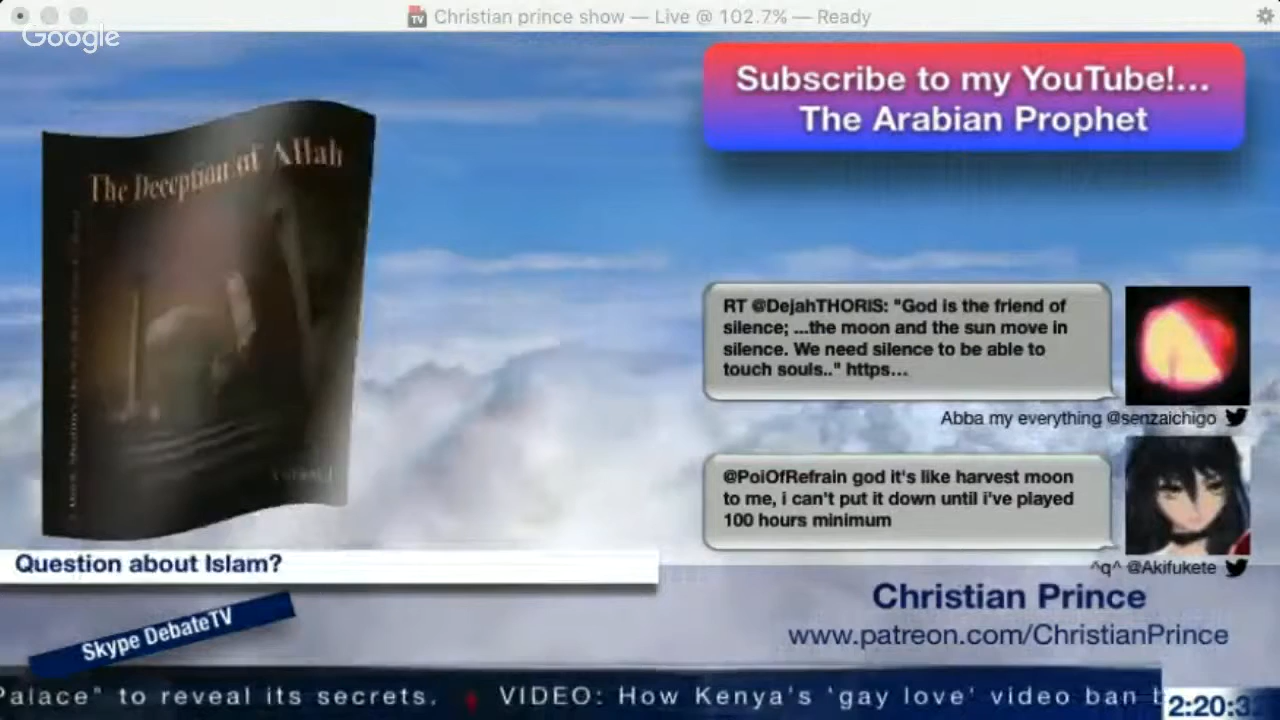 Christian prince show — Live @ 102.7% — Ready
Google
Subscribe to my YouTube!...
The Arabian Prophet
The Deception of Allah
RT @DejahTHORIS: "God is the friend of
silence; ...the moon and the sun move in
silence. We need silence to be able to
touch souls.." https...
Abba my everything @senzaichigo
@PoiOfRefrain god it's like harvest moon
to me, i can't put it down until i've played
100 hours minimum
^q^ @Akifukete
Question about Islam?
Skype DebateTV
Christian Prince
www.patreon.com/ChristianPrince
Palace" to reveal its secrets. VIDEO: How Kenya's 'gay love' video ban
2:20:3